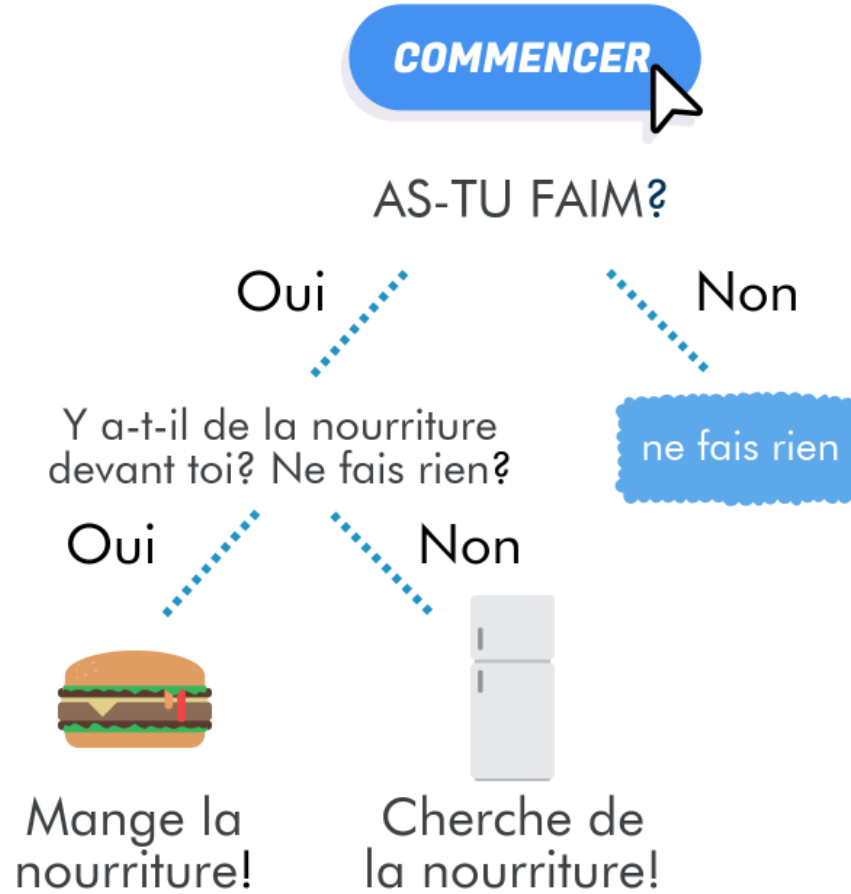 COMMENCER
AS-TU FAIM?
Oui
Non
Y a-t-il de la nourriture
devant toi? Ne fais rien?
ne fais rien
Oui
Non
Mange la
nourriture!
Cherche de
la nourriture!